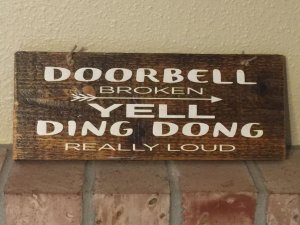 DOORBELL
BROKEN
YELL
DING DONG
REALLY LOUD